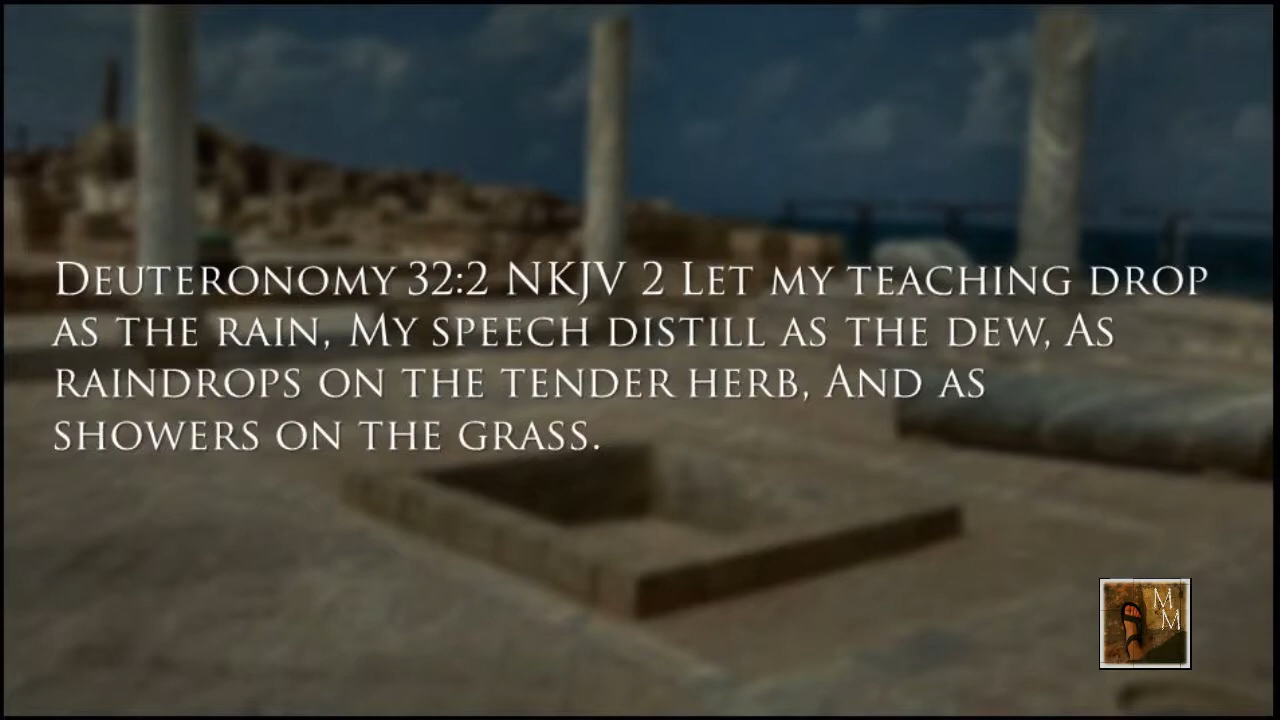 Deuteronomy 32:2 NKJV 2 Let my teaching drop
as the rain, My speech distill as the dew, As
raindrops on the tender herb, And as
showers on the grass.
M
M